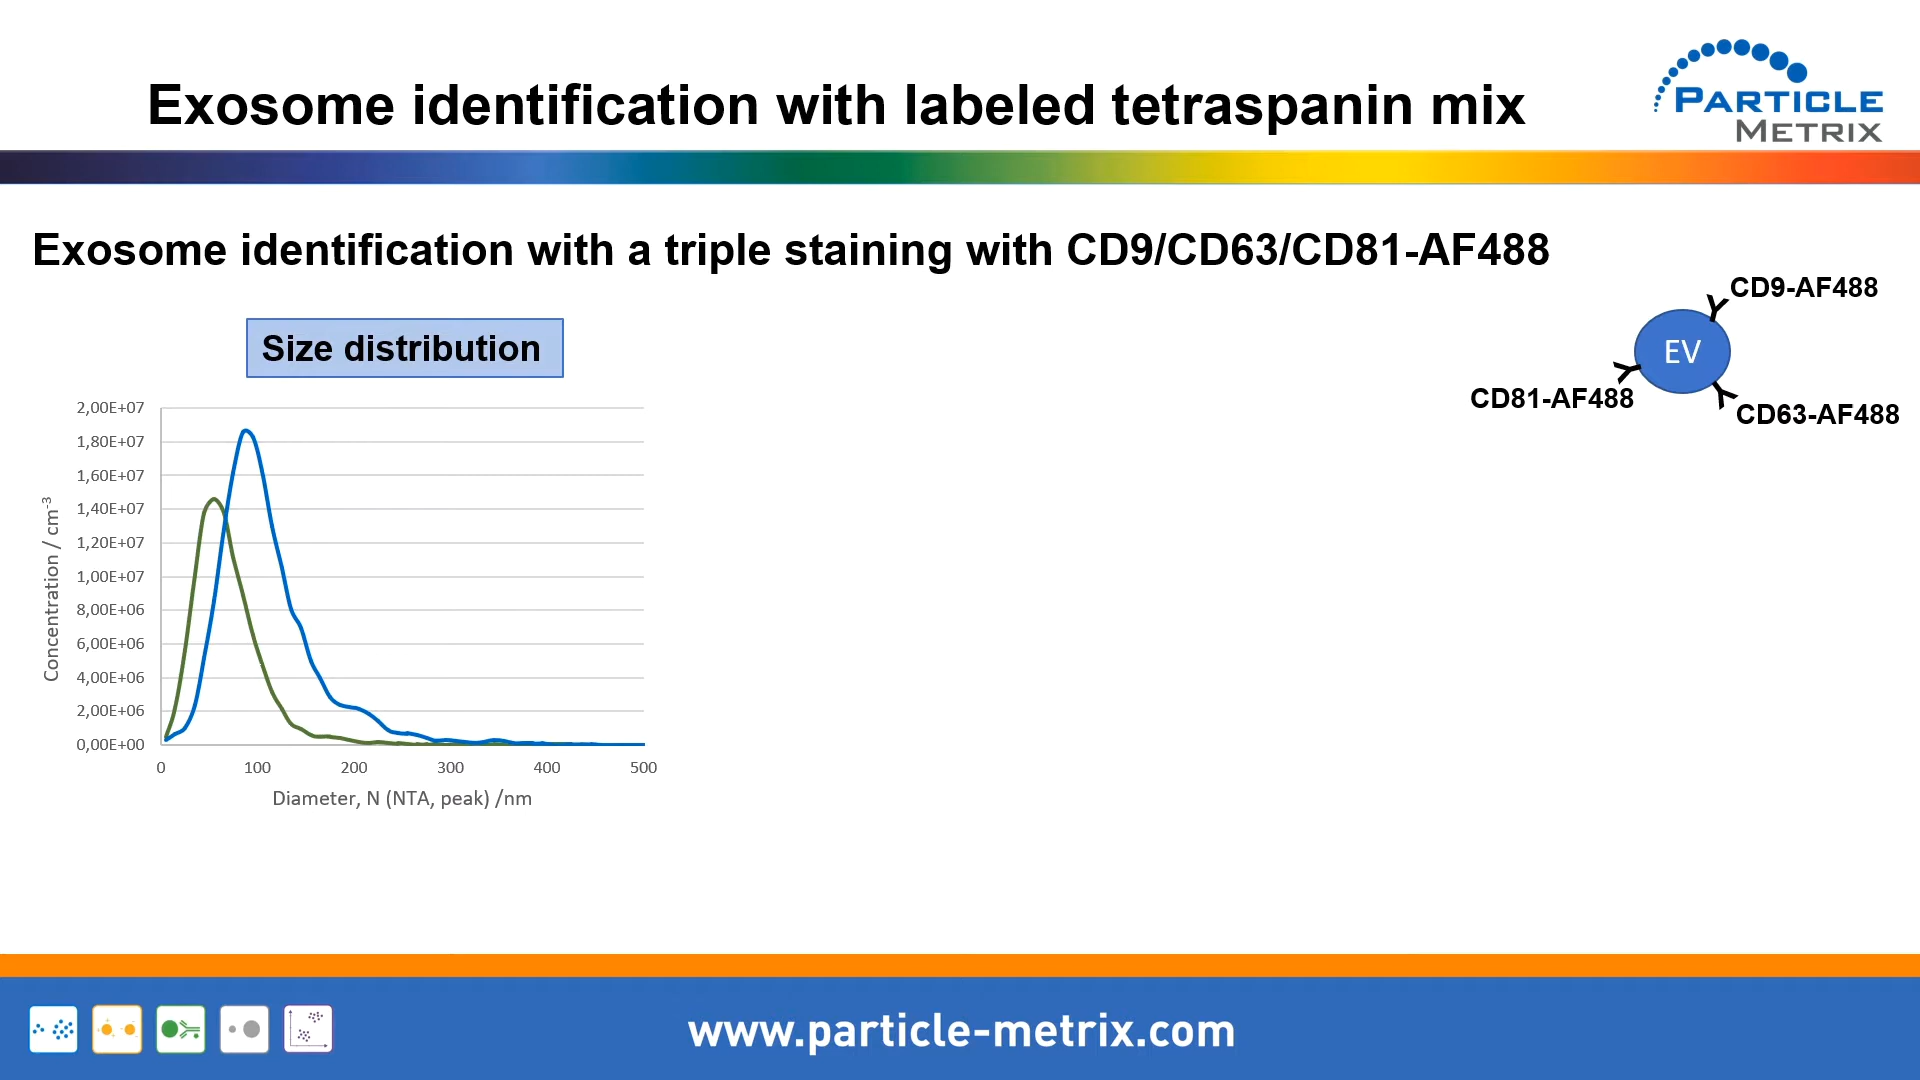 Exosome identification with labeled tetraspanin mix
PARTICLE
METRIX
Exosome identification with a triple staining with CD9/CD63/CD81-AF488
CD9-AF488
EV
CD81-AF488
CD63-AF488
Size distribution
2,00E+07
1,80E+07
1,60E+07
1,40E+07
1,20E+07
1,00E+07
8,00E+06
6,00E+06
4,00E+06
2,00E+06
0,00E+00
Concentration / cm⁻³
0 100 200 300 400 500
Diameter, N (NTA, peak) /nm
www.particle-metrix.com